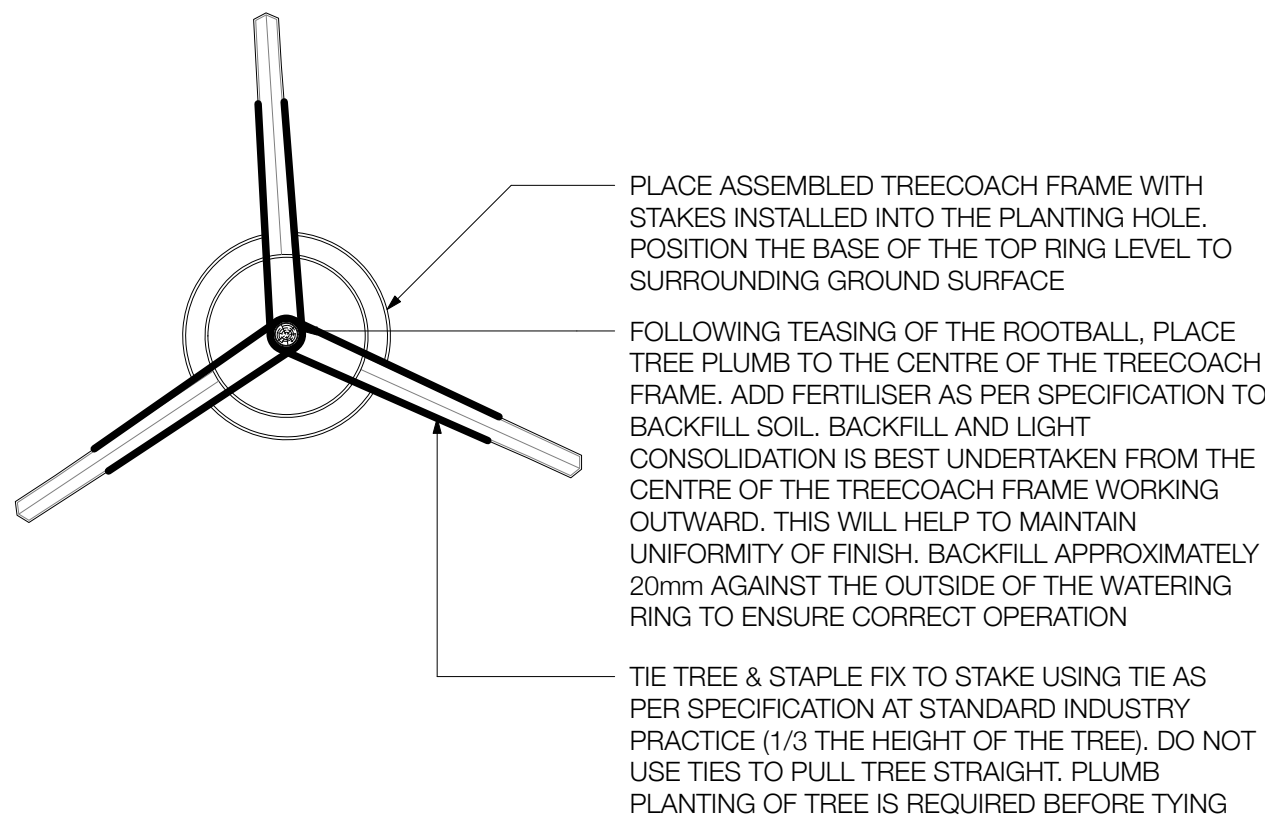 PLACE ASSEMBLED TREECOACH FRAME WITH
STAKES INSTALLED INTO THE PLANTING HOLE.
POSITION THE BASE OF THE TOP RING LEVEL TO
SURROUNDING GROUND SURFACE
FOLLOWING TEASING OF THE ROOTBALL, PLACE
TREE PLUMB TO THE CENTRE OF THE TREECOACH
FRAME. ADD FERTILISER AS PER SPECIFICATION TO
BACKFILL SOIL. BACKFILL AND LIGHT
CONSOLIDATION IS BEST UNDERTAKEN FROM THE
CENTRE OF THE TREECOACH FRAME WORKING
OUTWARD. THIS WILL HELP TO MAINTAIN
UNIFORMITY OF FINISH. BACKFILL APPROXIMATELY
20mm AGAINST THE OUTSIDE OF THE WATERING
RING TO ENSURE CORRECT OPERATION
TIE TREE & STAPLE FIX TO STAKE USING TIE AS
PER SPECIFICATION AT STANDARD INDUSTRY
PRACTICE (1/3 THE HEIGHT OF THE TREE). DO NOT
USE TIES TO PULL TREE STRAIGHT. PLUMB
PLANTING OF TREE IS REQUIRED BEFORE TYING